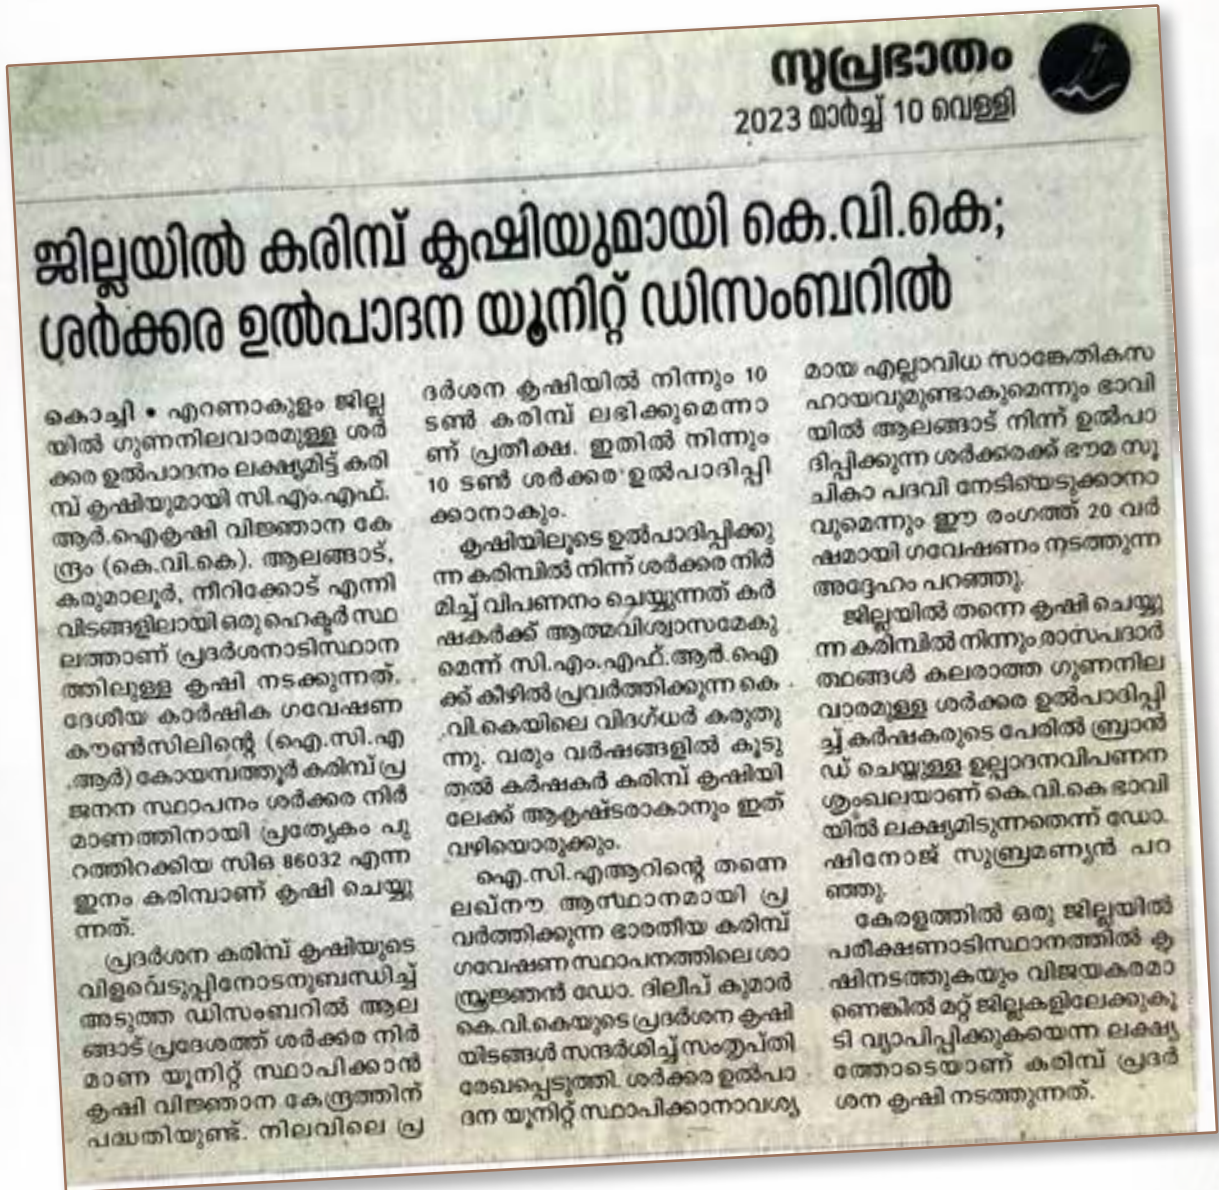 സുപ്രഭാതം
2023 മാർച്ച് 10 വെള്ളി
ജില്ലയിൽ കരിമ്പ് കൃഷിയുമായി കെ.വി.കെ;
ശർക്കര ഉൽപാദന യൂനിറ്റ് ഡിസംബറിൽ
കൊച്ചി • എറണാകുളം ജില്ല
യിൽ ഗുണനിലവാരമുള്ള ശർ
ക്കര ഉൽപാദനം ലക്ഷ്യമിട്ട് കരി
മ്പ് കൃഷിയുമായി സി.എം.എഫ്.
ആർ.ഐകൃഷി വിജ്ഞാന കേ
ന്ദ്രം (കെ.വി.കെ). ആലങ്ങാട്,
കരുമാലൂർ, നീറിക്കോട് എന്നി
വിടങ്ങളിലായി ഒരു ഹെക്ടർ സ്ഥ
ലത്താണ് പ്രദർശനാടിസ്ഥാന
ത്തിലുള്ള കൃഷി നടക്കുന്നത്.
ദേശീയ കാർഷിക ഗവേഷണ
കൗൺസിലിന്റെ (ഐ.സി.എ
.ആർ) കോയമ്പത്തൂർ കരിമ്പ് പ്ര
ജനന സ്ഥാപനം ശർക്കര നിർ
മാണത്തിനായി പ്രത്യേകം പു
റത്തിറക്കിയ സിഒ 86032 എന്ന
ഇനം കരിമ്പാണ് കൃഷി ചെയ്യു
ന്നത്.
പ്രദർശന കരിമ്പ് കൃഷിയുടെ
വിളവെടുപ്പിനോടനുബന്ധിച്ച്
അടുത്ത ഡിസംബറിൽ ആല
ങ്ങാട് പ്രദേശത്ത് ശർക്കര നിർ
മാണ യൂനിറ്റ് സ്ഥാപിക്കാൻ
കൃഷി വിജ്ഞാന കേന്ദ്രത്തിന്
പദ്ധതിയുണ്ട്. നിലവിലെ പ്ര
ദർശന കൃഷിയിൽ നിന്നും 10
ടൺ കരിമ്പ് ലഭിക്കുമെന്നാ
ണ് പ്രതീക്ഷ. ഇതിൽ നിന്നും
10 ടൺ ശർക്കര ഉൽപാദിപ്പി
ക്കാനാകും.
കൃഷിയിലൂടെ ഉൽപാദിപ്പിക്കു
ന്ന കരിമ്പിൽ നിന്ന് ശർക്കര നിർ
മിച്ച് വിപണനം ചെയ്യുന്നത് കർ
ഷകർക്ക് ആത്മവിശ്വാസമേകു
മെന്ന് സി.എം.എഫ്.ആർ.ഐ
ക്ക് കീഴിൽ പ്രവർത്തിക്കുന്ന കെ
.വി.കെയിലെ വിദഗ്ധർ കരുതു
ന്നു. വരും വർഷങ്ങളിൽ കൂടു
തൽ കർഷകർ കരിമ്പ് കൃഷിയി
ലേക്ക് ആകൃഷ്ടരാകാനും ഇത്
വഴിയൊരുക്കും.
ഐ.സി.എആറിന്റെ തന്നെ
ലഖ്നൗ ആസ്ഥാനമായി പ്ര
വർത്തിക്കുന്ന ഭാരതീയ കരിമ്പ്
ഗവേഷണ സ്ഥാപനത്തിലെ ശാ
സ്ത്രജ്ഞൻ ഡോ. ദിലീപ് കുമാർ
കെ.വി.കെയുടെ പ്രദർശന കൃഷി
യിടങ്ങൾ സന്ദർശിച്ച് സംതൃപ്തി
രേഖപ്പെടുത്തി. ശർക്കര ഉൽപാ
ദന യൂനിറ്റ് സ്ഥാപിക്കാനാവശ്യ
മായ എല്ലാവിധ സാങ്കേതികസ
ഹായവുമുണ്ടാകുമെന്നും ഭാവി
യിൽ ആലങ്ങാട് നിന്ന് ഉൽപാ
ദിപ്പിക്കുന്ന ശർക്കരക്ക് ഭൗമ സൂ
ചികാ പദവി നേടിയെടുക്കാനാ
വുമെന്നും ഈ രംഗത്ത് 20 വർ
ഷമായി ഗവേഷണം നടത്തുന്ന
അദ്ദേഹം പറഞ്ഞു.
ജില്ലയിൽ തന്നെ കൃഷി ചെയ്യു
ന്ന കരിമ്പിൽ നിന്നും രാസപദാർ
ത്ഥങ്ങൾ കലരാത്ത ഗുണനില
വാരമുള്ള ശർക്കര ഉൽപാദിപ്പി
ച്ച് കർഷകരുടെ പേരിൽ ബ്രാൻ
ഡ് ചെയ്തുള്ള ഉല്പാദനവിപണന
ശൃംഖലയാണ് കെ.വി.കെ ഭാവി
യിൽ ലക്ഷ്യമിടുന്നതെന്ന് ഡോ.
ഷിനോജ് സുബ്രമണ്യൻ പറ
ഞ്ഞു.
കേരളത്തിൽ ഒരു ജില്ലയിൽ
പരീക്ഷണാടിസ്ഥാനത്തിൽ കൃ
ഷിനടത്തുകയും വിജയകരമാ
ണെങ്കിൽ മറ്റ് ജില്ലകളിലേക്കുകൂ
ടി വ്യാപിപ്പിക്കുകയെന്ന ലക്ഷ്യ
ത്തോടെയാണ് കരിമ്പ് പ്രദർ
ശന കൃഷി നടത്തുന്നത്.